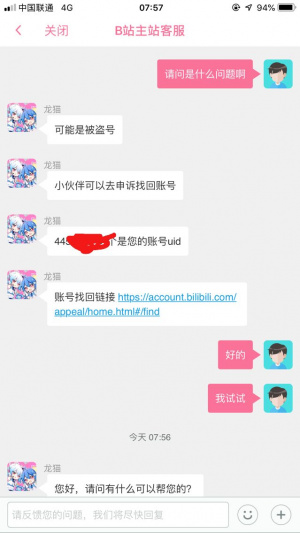 中国联通 4G 07:57 94%
关闭 B站主站客服
请问是什么问题啊
龙猫
可能是被盗号
龙猫
小伙伴可以去申诉找回账号
龙猫
个是您的账号uid
龙猫
账号找回链接 https://account.bilibili.com/
appeal/home.html#/find
好的
我试试
今天 07:56
龙猫
您好，请问有什么可以帮您的?
请反馈您的问题，我们将尽快回复